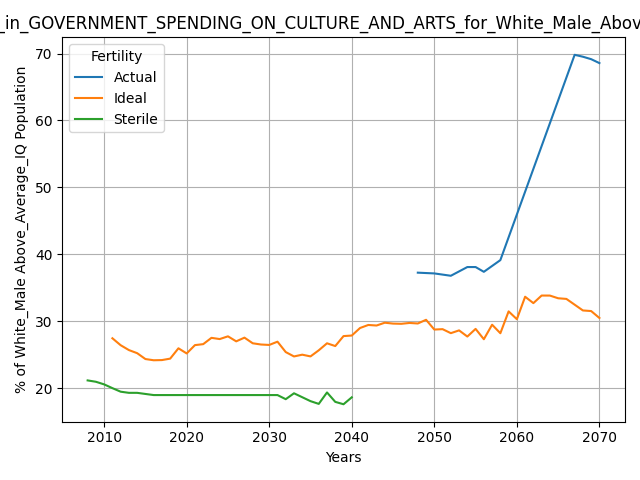 _in_GOVERNMENT_SPENDING_ON_CULTURE_AND_ARTS_for_White_Male_Abov
Fertility
Actual
Ideal
Sterile
% of White_Male Above_Average_IQ Population
70
60
50
40
30
20
2010 2020 2030 2040 2050 2060 2070
Years